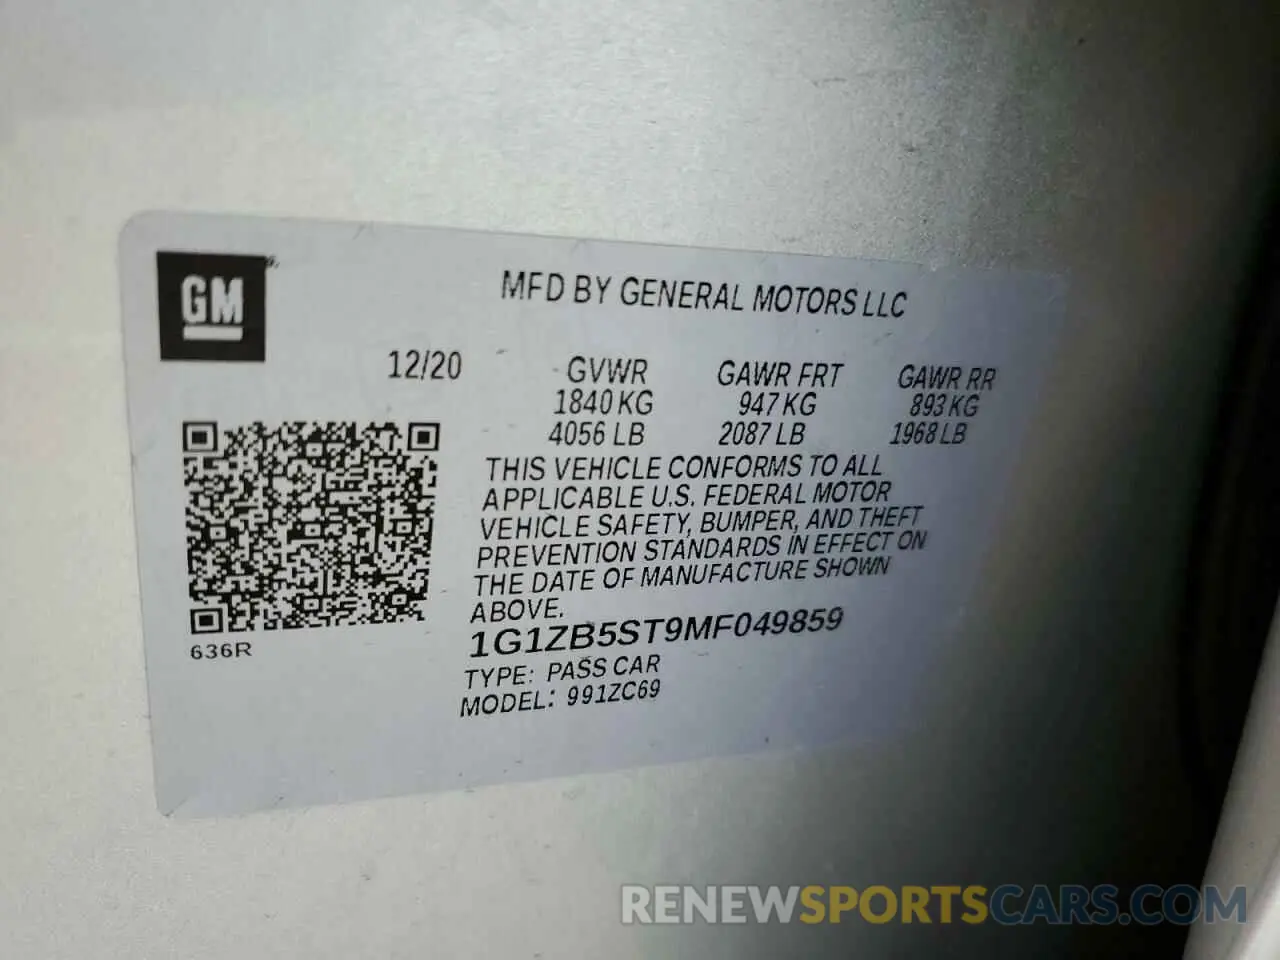 GM
MFD BY GENERAL MOTORS LLC
12/20 GVWR GAWR FRT GAWR RR
1840 KG 947 KG 893 KG
4056 LB 2087 LB 1968 LB
THIS VEHICLE CONFORMS TO ALL
APPLICABLE U.S. FEDERAL MOTOR
VEHICLE SAFETY, BUMPER, AND THEFT
PREVENTION STANDARDS IN EFFECT ON
THE DATE OF MANUFACTURE SHOWN
ABOVE.
1G1ZB5ST9MF049859
636R
TYPE: PASS CAR
MODEL: 991ZC69
RENEWSPORTSCARS.COM